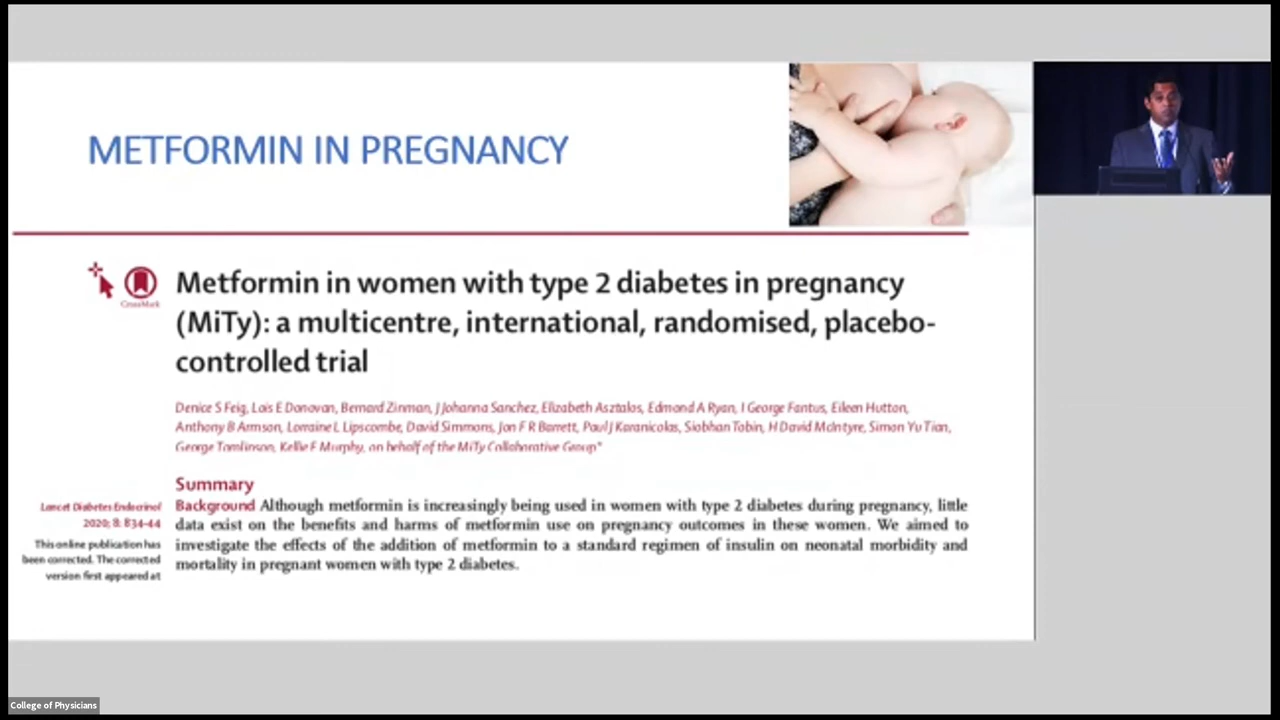 METFORMIN IN PREGNANCY
CrossMark
Metformin in women with type 2 diabetes in pregnancy
(MiTy): a multicentre, international, randomised, placebo-
controlled trial
Denice S Feig, Lois E Donovan, Bernard Zinman, J Johanna Sanchez, Elizabeth Asztalos, Edmond A Ryan, I George Fantus, Eileen Hutton,
Anthony B Armson, Lorraine L Lipscombe, David Simmons, Jon F R Barrett, Paul J Karanicolas, Siobhan Tobin, H David McIntyre, Simon Yu Tian,
George Tomlinson, Kellie E Murphy, on behalf of the MiTy Collaborative Group*
Summary
Background Although metformin is increasingly being used in women with type 2 diabetes during pregnancy, little
data exist on the benefits and harms of metformin use on pregnancy outcomes in these women. We aimed to
investigate the effects of the addition of metformin to a standard regimen of insulin on neonatal morbidity and
mortality in pregnant women with type 2 diabetes.
Lancet Diabetes Endocrinol
2020; 8: 834-44
This online publication has
been corrected. The corrected
version first appeared at
College of Physicians